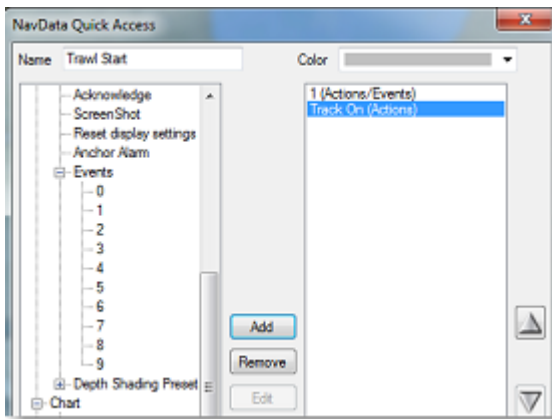 NavData Quick Access
Name Trawl Start Color
Acknowledge
ScreenShot
Reset display settings
Anchor Alarm
Events
0
1
2
3
4
5
6
7
8
9
Depth Shading Preset
Chart
Add
Remove
Edit
1 (Actions/Events)
Track On (Actions)